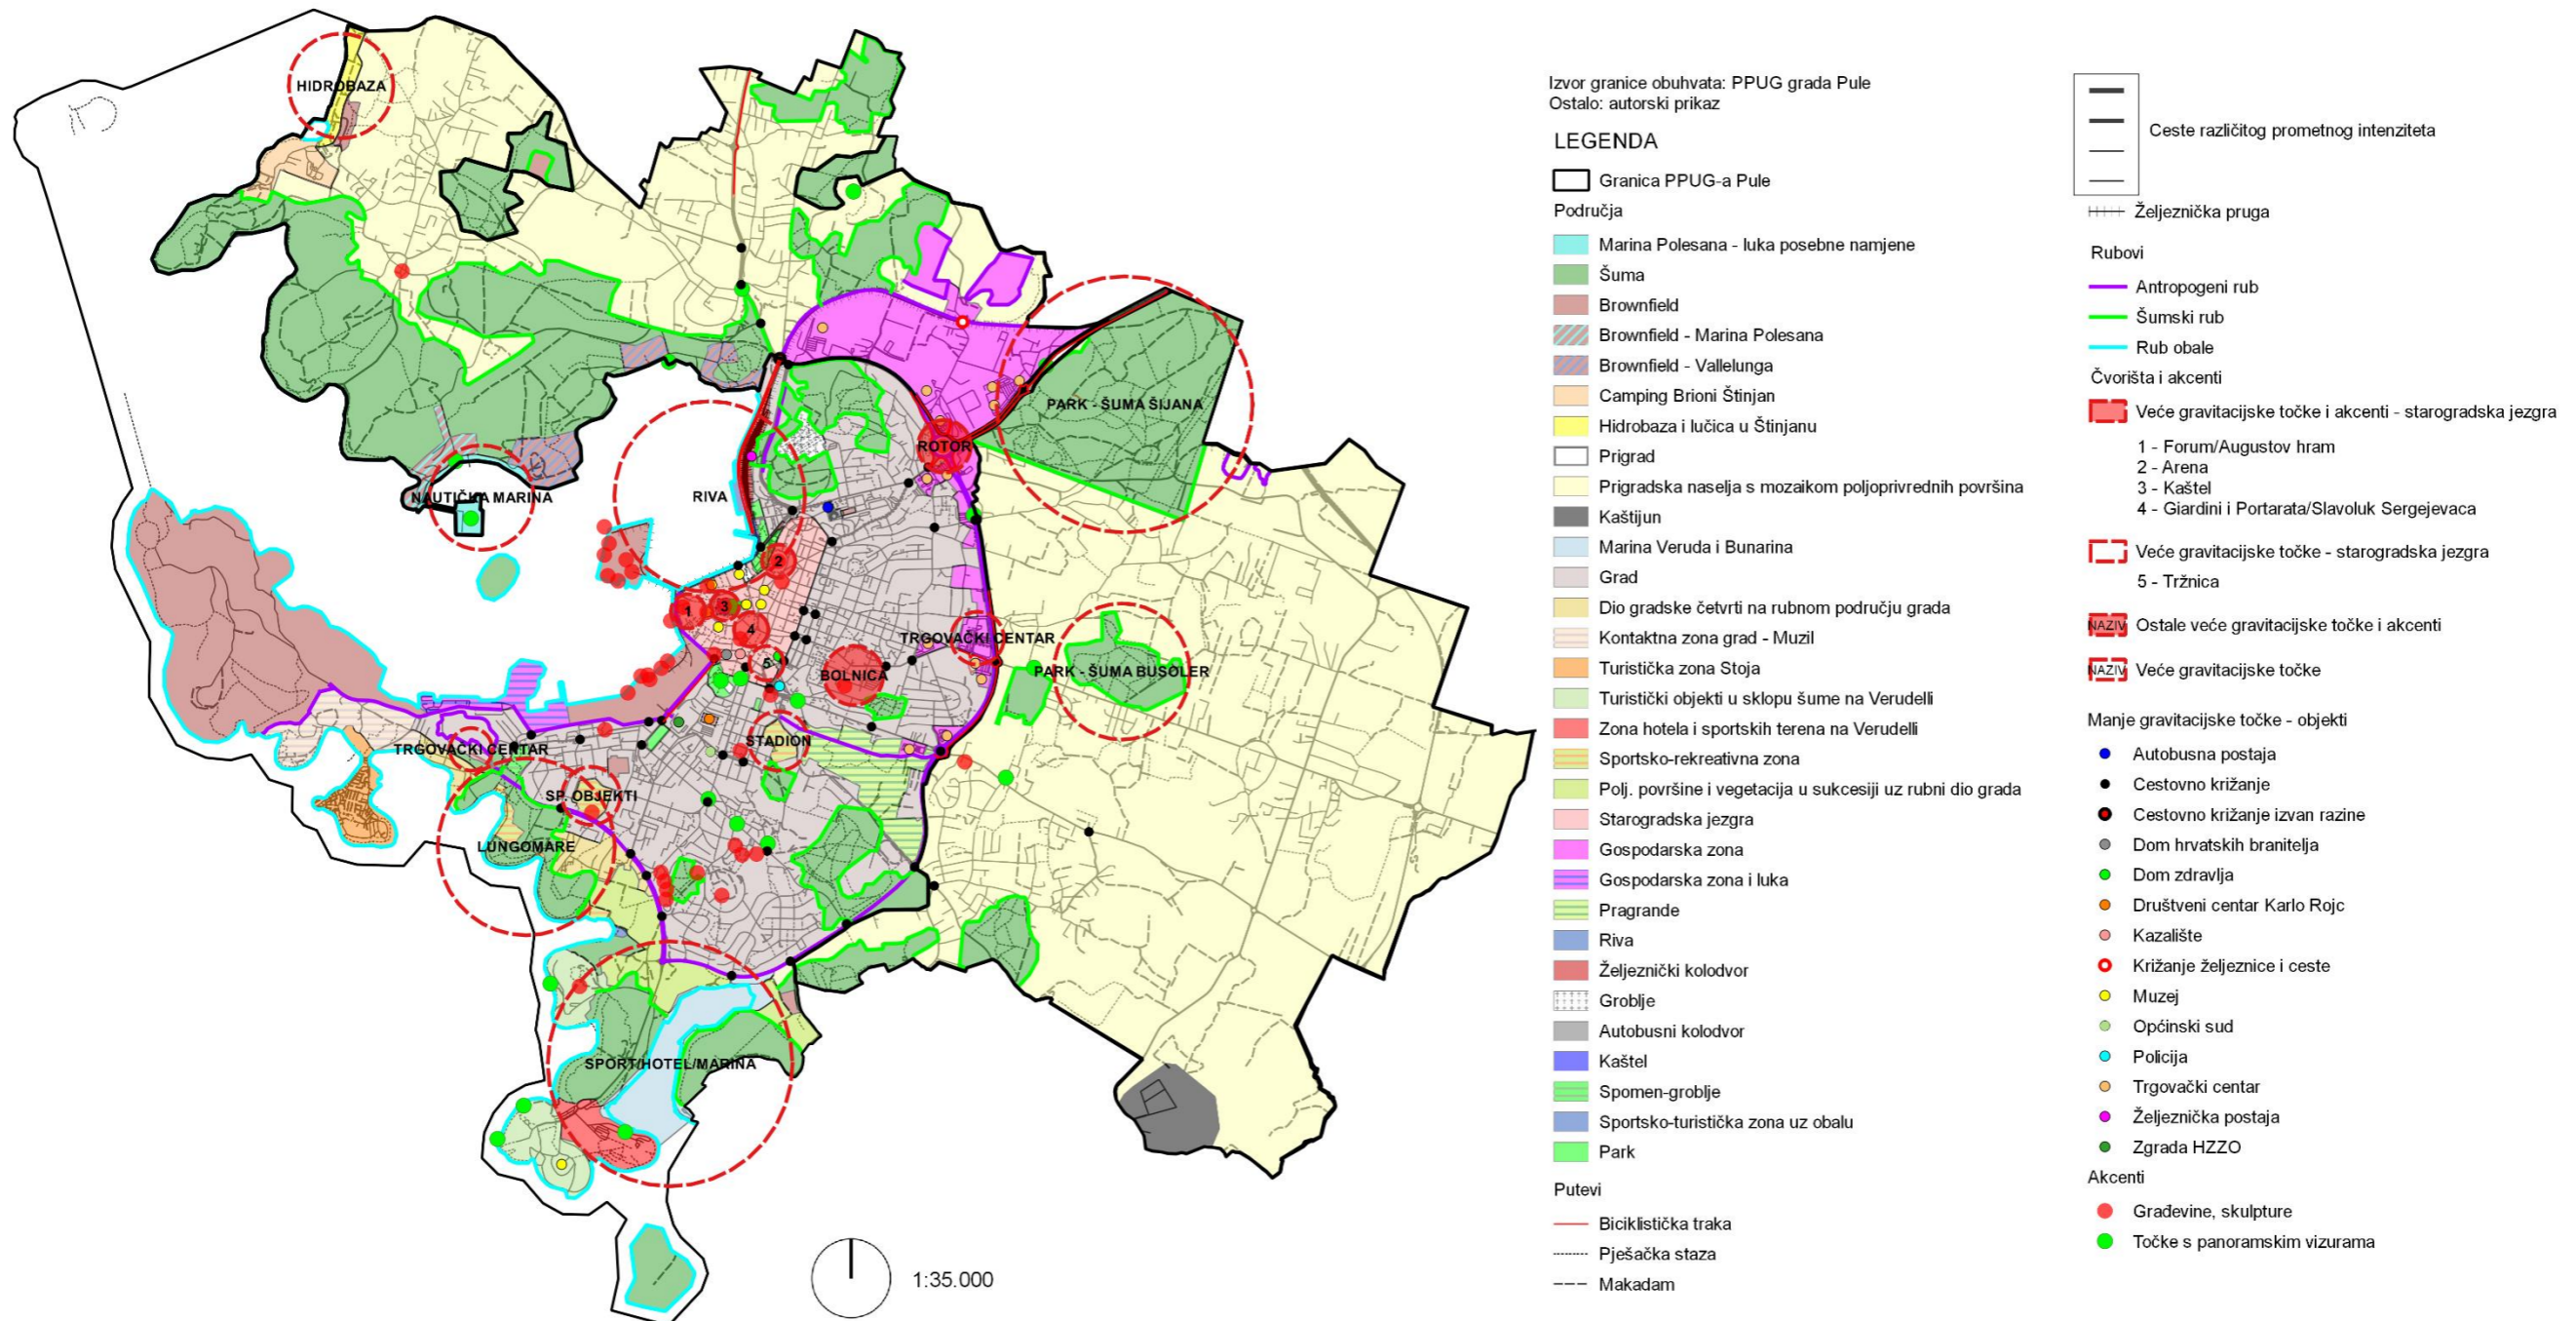 HIDROBAZA
PARK - ŠUMA ŠIJANA
ROTOR
NAUTIČKA MARINA
RIVA
2
1
3
4
5
TRGOVAČKI CENTAR
PARK - ŠUMA BUSOLER
BOLNICA
STADION
TRGOVAČKI CENTAR
SP. OBJEKTI
LUNGOMARE
SPORT/HOTEL/MARINA
1:35.000
Izvor granice obuhvata: PPUG grada Pule
Ostalo: autorski prikaz
LEGENDA
Granica PPUG-a Pule
Područja
Marina Polesana - luka posebne namjene
Šuma
Brownfield
Brownfield - Marina Polesana
Brownfield - Vallelunga
Camping Brioni Štinjan
Hidrobaza i lučica u Štinjanu
Prigrad
Prigradska naselja s mozaikom poljoprivrednih površina
Kaštijun
Marina Veruda i Bunarina
Grad
Dio gradske četvrti na rubnom području grada
Kontaktna zona grad - Muzil
Turistička zona Stoja
Turistički objekti u sklopu šume na Verudelli
Zona hotela i sportskih terena na Verudelli
Sportsko-rekreativna zona
Polj. površine i vegetacija u sukcesiji uz rubni dio grada
Starogradska jezgra
Gospodarska zona
Gospodarska zona i luka
Pragrande
Riva
Željeznički kolodvor
Groblje
Autobusni kolodvor
Kaštel
Spomen-groblje
Sportsko-turistička zona uz obalu
Park
Putevi
Biciklistička traka
Pješačka staza
Makadam
Ceste različitog prometnog intenziteta
Željeznička pruga
Rubovi
Antropogeni rub
Šumski rub
Rub obale
Čvorišta i akcenti
Veće gravitacijske točke i akcenti - starogradska jezgra
1 - Forum/Augustov hram
2 - Arena
3 - Kaštel
4 - Giardini i Portarata/Slavoluk Sergejevaca
Veće gravitacijske točke - starogradska jezgra
5 - Tržnica
NAZIV Ostale veće gravitacijske točke i akcenti
NAZIV Veće gravitacijske točke
Manje gravitacijske točke - objekti
Autobusna postaja
Cestovno križanje
Cestovno križanje izvan razine
Dom hrvatskih branitelja
Dom zdravlja
Društveni centar Karlo Rojc
Kazalište
Križanje željeznice i ceste
Muzej
Općinski sud
Policija
Trgovački centar
Željeznička postaja
Zgrada HZZO
Akcenti
Građevine, skulpture
Točke s panoramskim vizurama